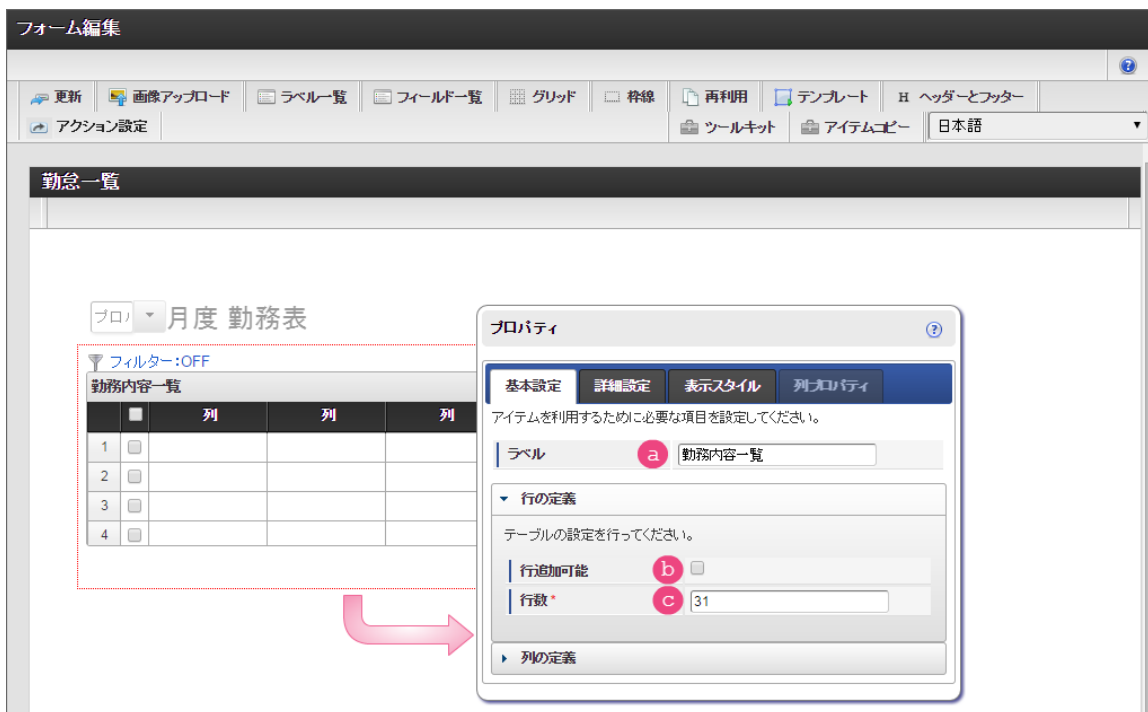 フォーム編集
更新 画像アップロード ラベル一覧 フィールド一覧 グリッド 枠線 再利用 テンプレート H ヘッダーとフッター
アクション設定 ツールキット アイテムコピー 日本語
勤怠一覧
プロパ 月度 勤務表
フィルター:OFF
勤務内容一覧
列 列 列
1
2
3
4
プロパティ
基本設定 詳細設定 表示スタイル 列プロパティ
アイテムを利用するために必要な項目を設定してください。
ラベル a 勤務内容一覧
行の定義
テーブルの設定を行ってください。
行追加可能 b
行数* c 31
列の定義